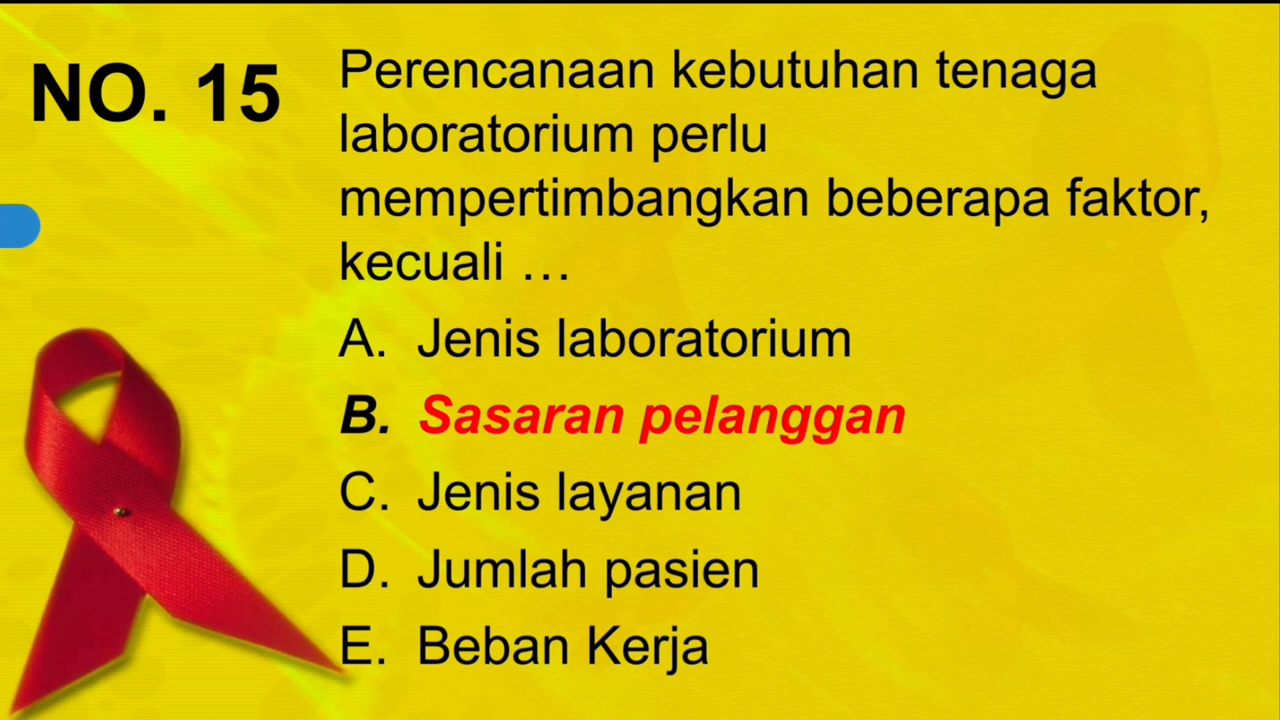 NO. 15
Perencanaan kebutuhan tenaga
laboratorium perlu
mempertimbangkan beberapa faktor,
kecuali …
A. Jenis laboratorium
B. Sasaran pelanggan
C. Jenis layanan
D. Jumlah pasien
E. Beban Kerja